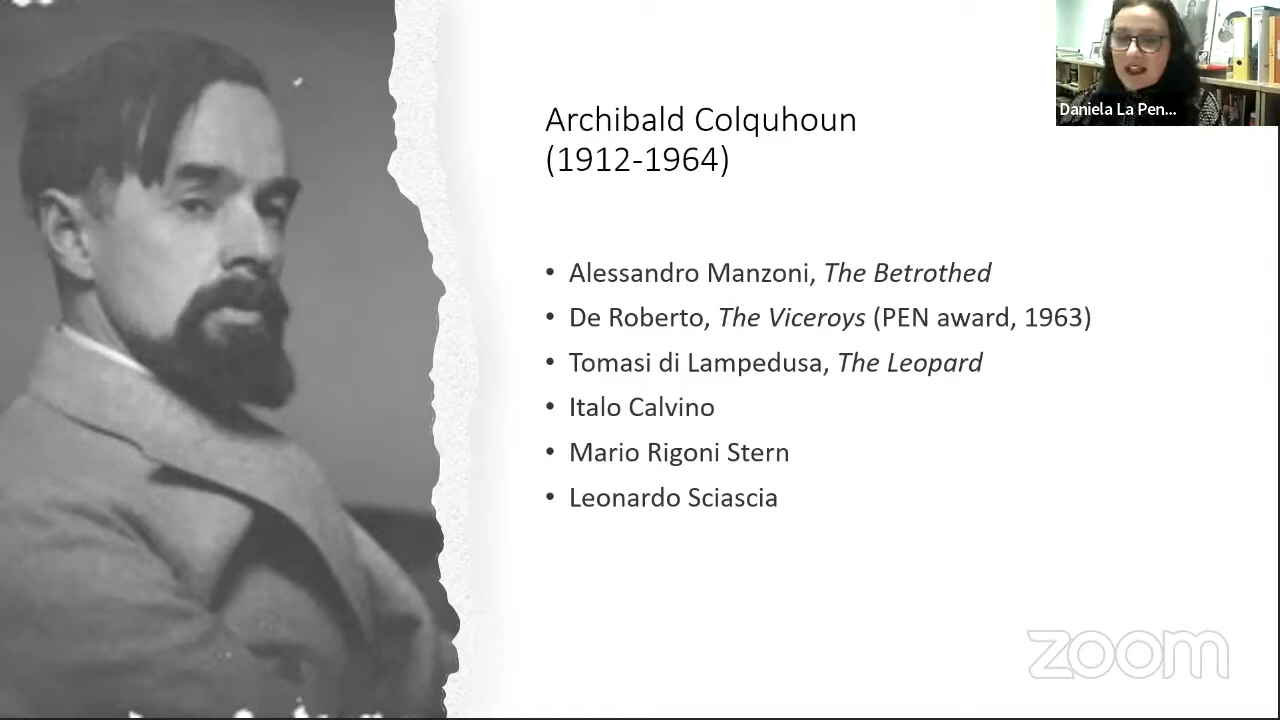 Archibald Colquhoun
(1912-1964)
Daniela La Pen...
• Alessandro Manzoni, The Betrothed
• De Roberto, The Viceroys (PEN award, 1963)
• Tomasi di Lampedusa, The Leopard
• Italo Calvino
• Mario Rigoni Stern
• Leonardo Sciascia
zoom